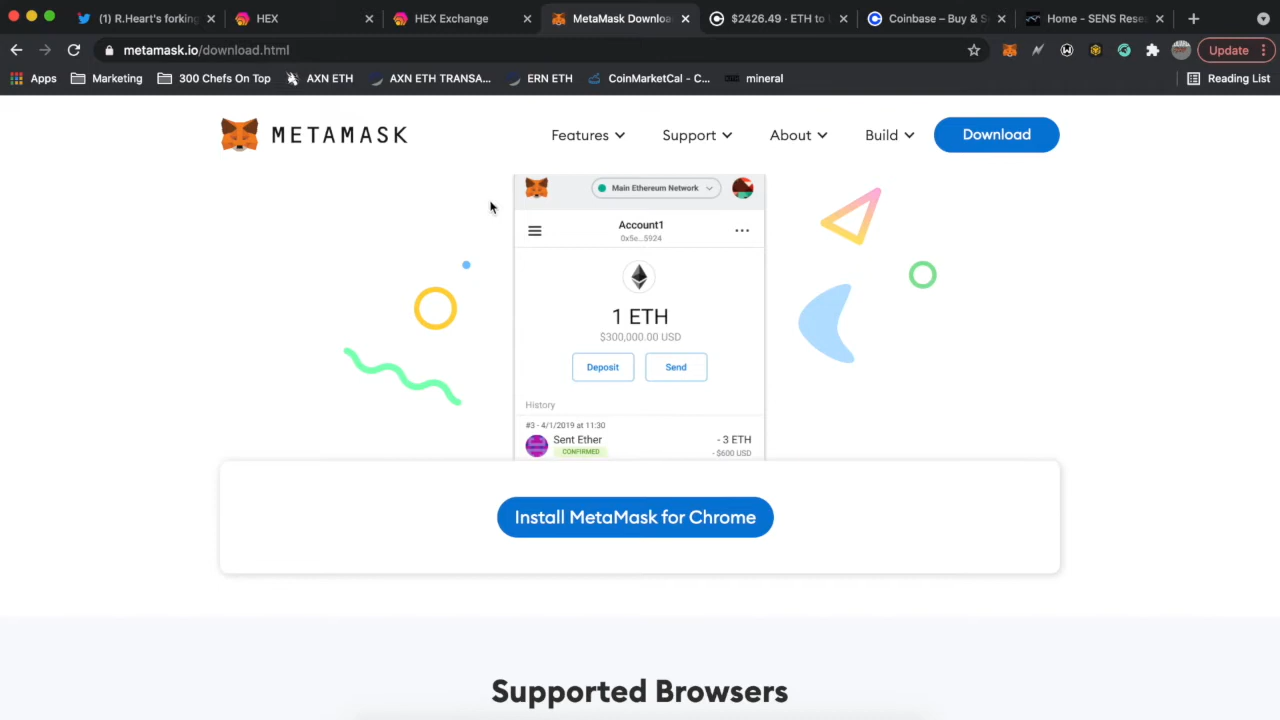 (1) R.Heart's forking
HEX
HEX Exchange
MetaMask Downloa
$2426.49 · ETH to U
Coinbase – Buy & S
Home - SENS Resea
metamask.io/download.html
Update
Apps
Marketing
300 Chefs On Top
AXN ETH
AXN ETH TRANSA...
ERN ETH
CoinMarketCal - C...
mineral
Reading List
METAMASK
Features
Support
About
Build
Download
Main Ethereum Network
Account1
0x5e...5924
1 ETH
$300,000.00 USD
Deposit
Send
History
#3 - 4/1/2019 at 11:30
Sent Ether
- 3 ETH
CONFIRMED
- $600 USD
Install MetaMask for Chrome
Supported Browsers